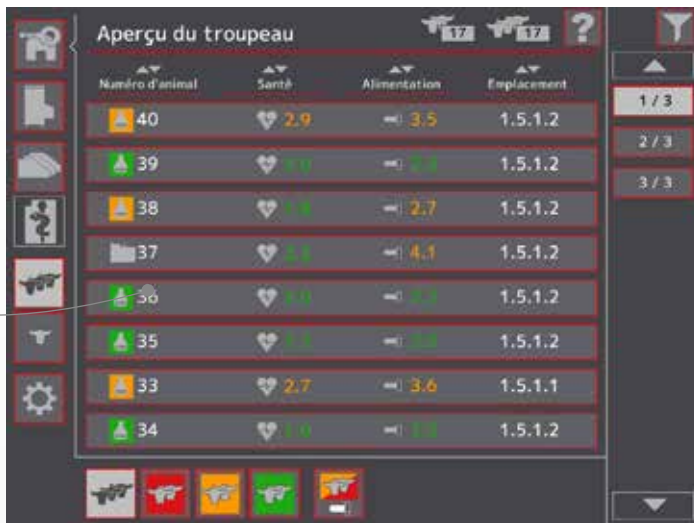 Aperçu du troupeau 17 17 ?
Numéro d'animal Santé Alimentation Emplacement
1 / 3
40 2.9 3.5 1.5.1.2
2 / 3
39 1.5.1.2
3 / 3
38 2.7 1.5.1.2
37 4.1 1.5.1.2
36 1.5.1.2
35 1.5.1.2
33 2.7 3.6 1.5.1.1
34 1.5.1.2